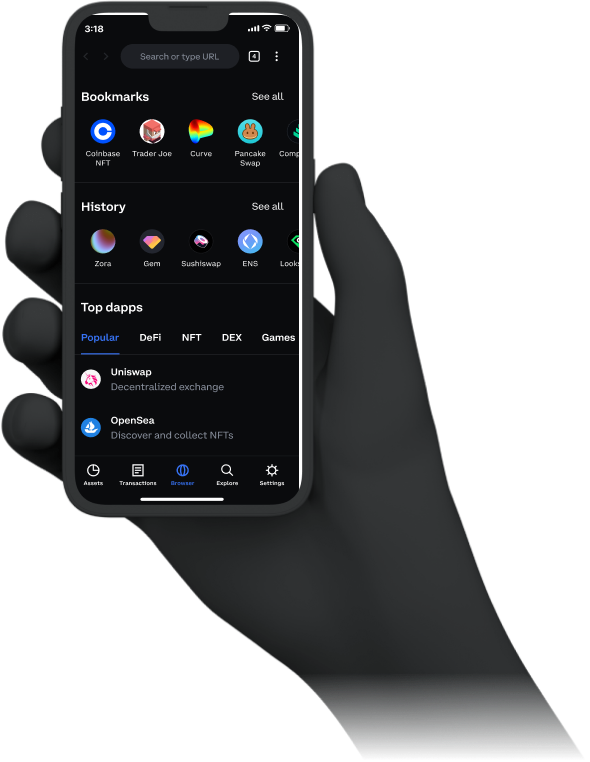 3:18
Search or type URL
4
Bookmarks
See all
Coinbase NFT
Trader Joe
Curve
Pancake Swap
Comp
History
See all
Zora
Gem
Sushiswap
ENS
Looks
Top dapps
Popular
DeFi
NFT
DEX
Games
Uniswap
Decentralized exchange
OpenSea
Discover and collect NFTs
Assets
Transactions
Browser
Explore
Settings